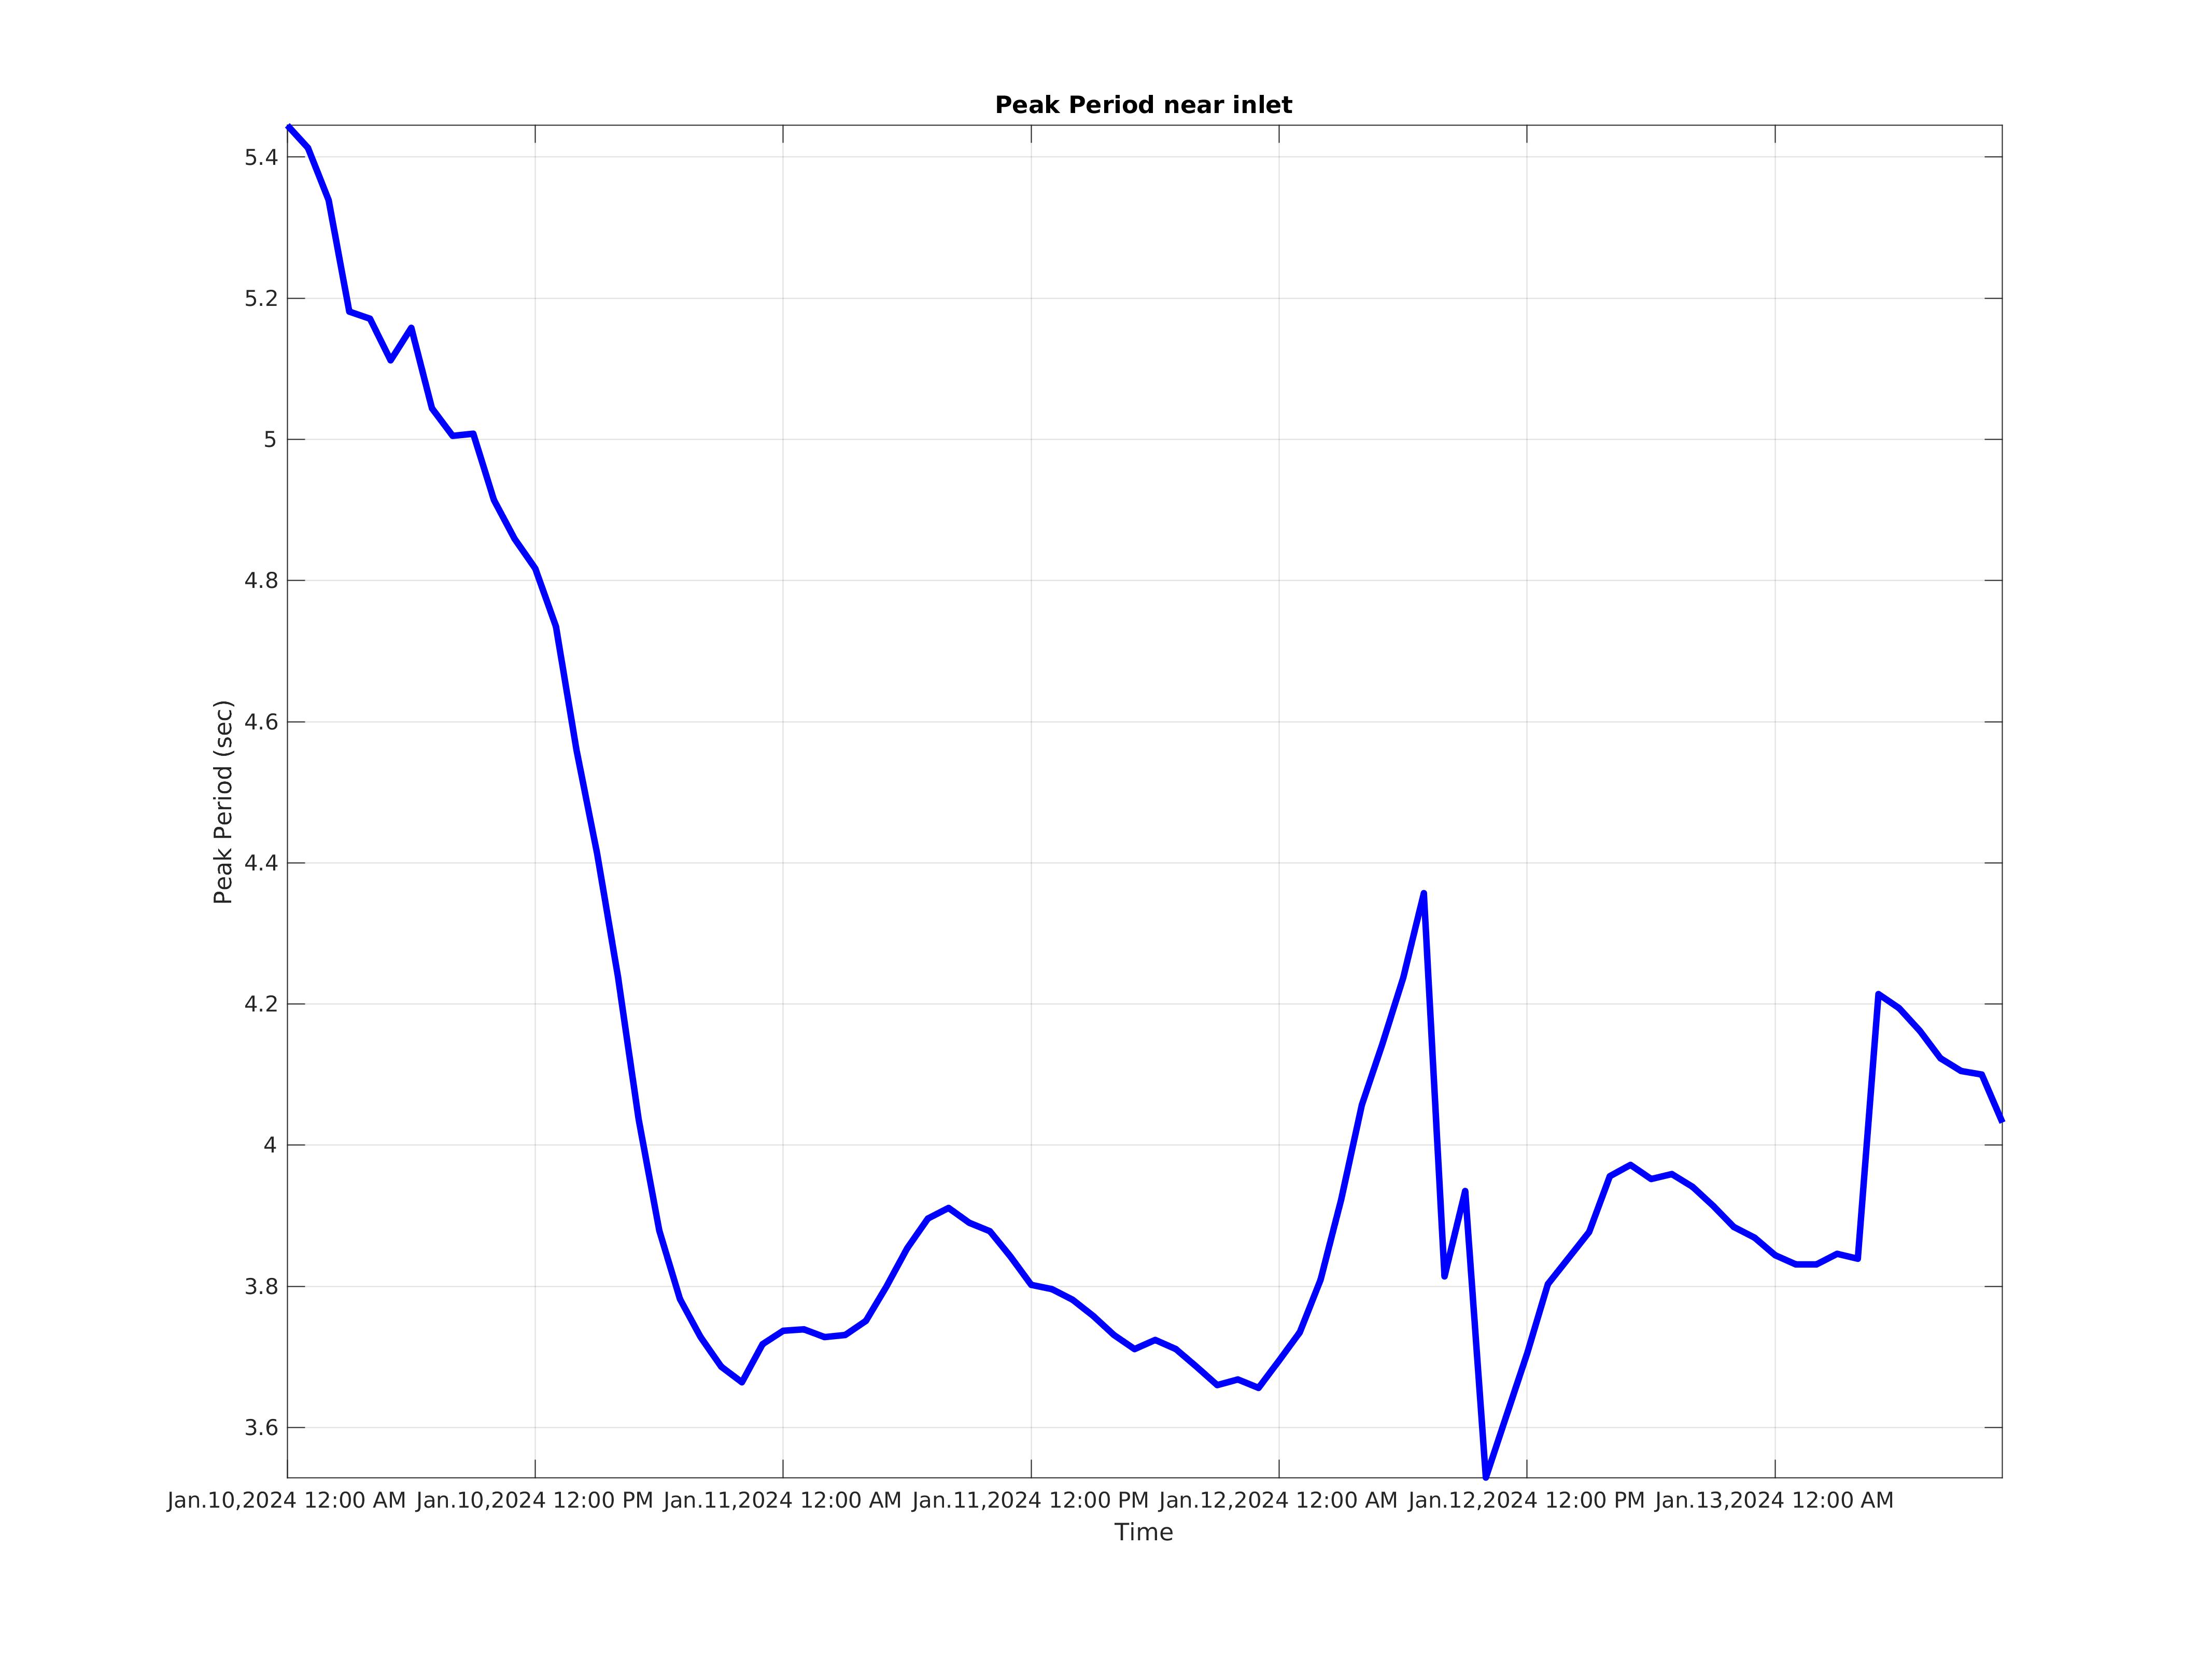 Peak Period near inlet
5.4
5.2
5
4.8
4.6
4.4
4.2
4
3.8
3.6
Peak Period (sec)
Jan.10,2024 12:00 AM Jan.10,2024 12:00 PM Jan.11,2024 12:00 AM Jan.11,2024 12:00 PM Jan.12,2024 12:00 AM Jan.12,2024 12:00 PM Jan.13,2024 12:00 AM
Time